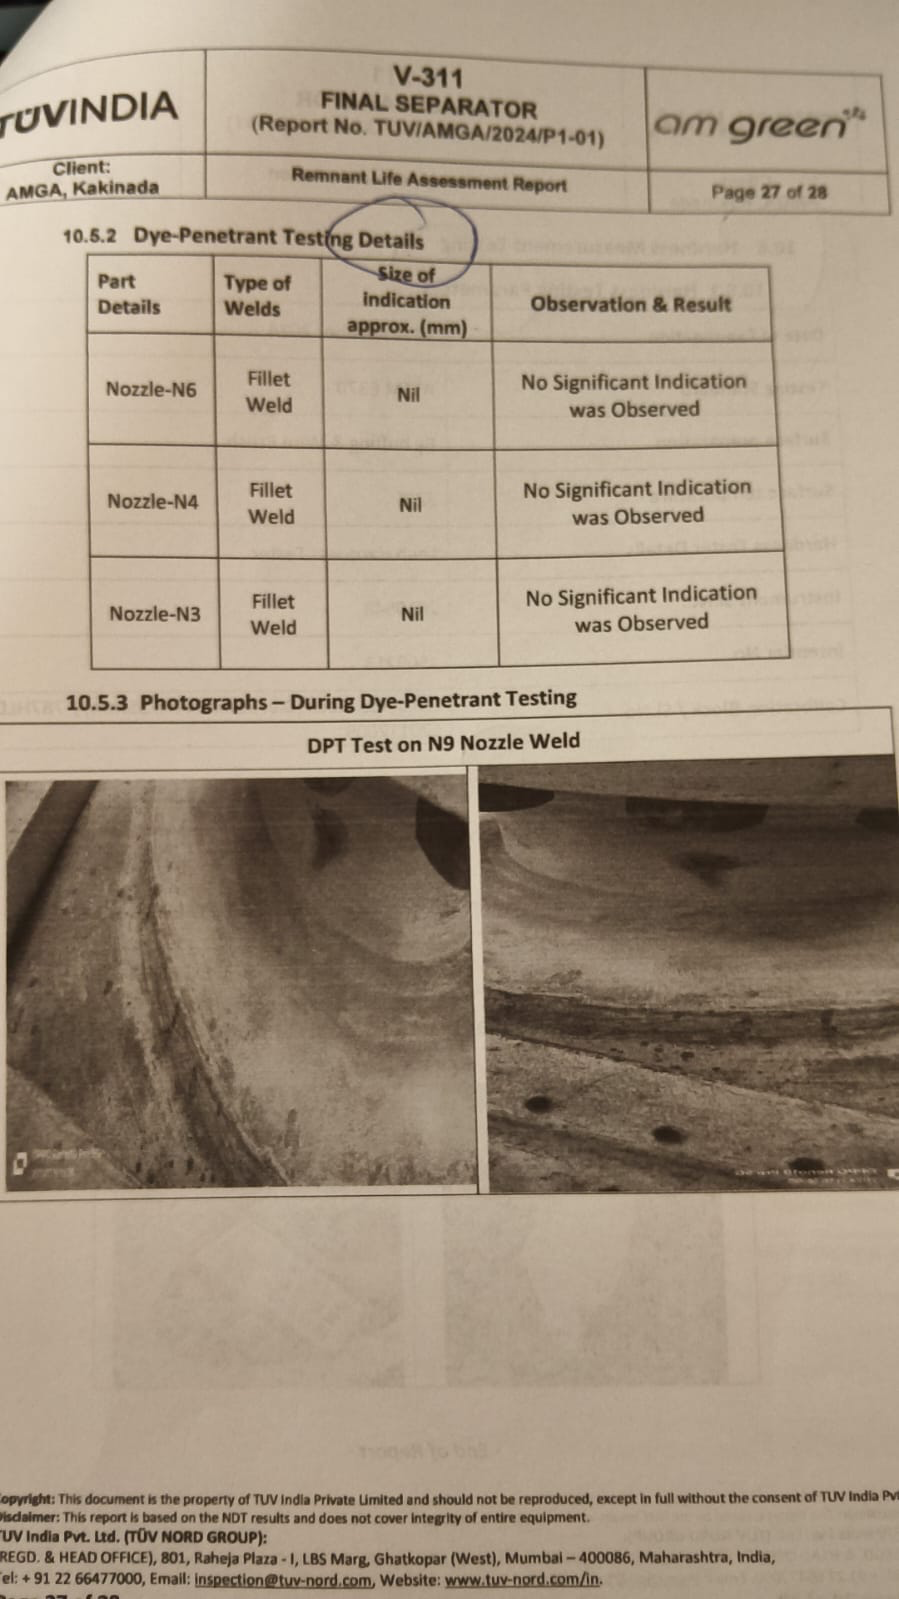 TÜVINDIA
V-311
FINAL SEPARATOR
(Report No. TUV/AMGA/2024/P1-01)
am green
Client:
AMGA, Kakinada
Remnant Life Assessment Report
Page 27 of 28
10.5.2 Dye-Penetrant Testing Details
Part Details
Type of Welds
Size of indication approx. (mm)
Observation & Result
Nozzle-N6
Fillet Weld
Nil
No Significant Indication was Observed
Nozzle-N4
Fillet Weld
Nil
No Significant Indication was Observed
Nozzle-N3
Fillet Weld
Nil
No Significant Indication was Observed
10.5.3 Photographs – During Dye-Penetrant Testing
DPT Test on N9 Nozzle Weld
opyright: This document is the property of TUV India Private Limited and should not be reproduced, except in full without the consent of TUV India Pvt
isclaimer: This report is based on the NDT results and does not cover integrity of entire equipment.
TUV India Pvt. Ltd. (TÜV NORD GROUP):
REGD. & HEAD OFFICE), 801, Raheja Plaza - I, LBS Marg, Ghatkopar (West), Mumbai – 400086, Maharashtra, India,
el: + 91 22 66477000, Email: inspection@tuv-nord.com, Website: www.tuv-nord.com/in.